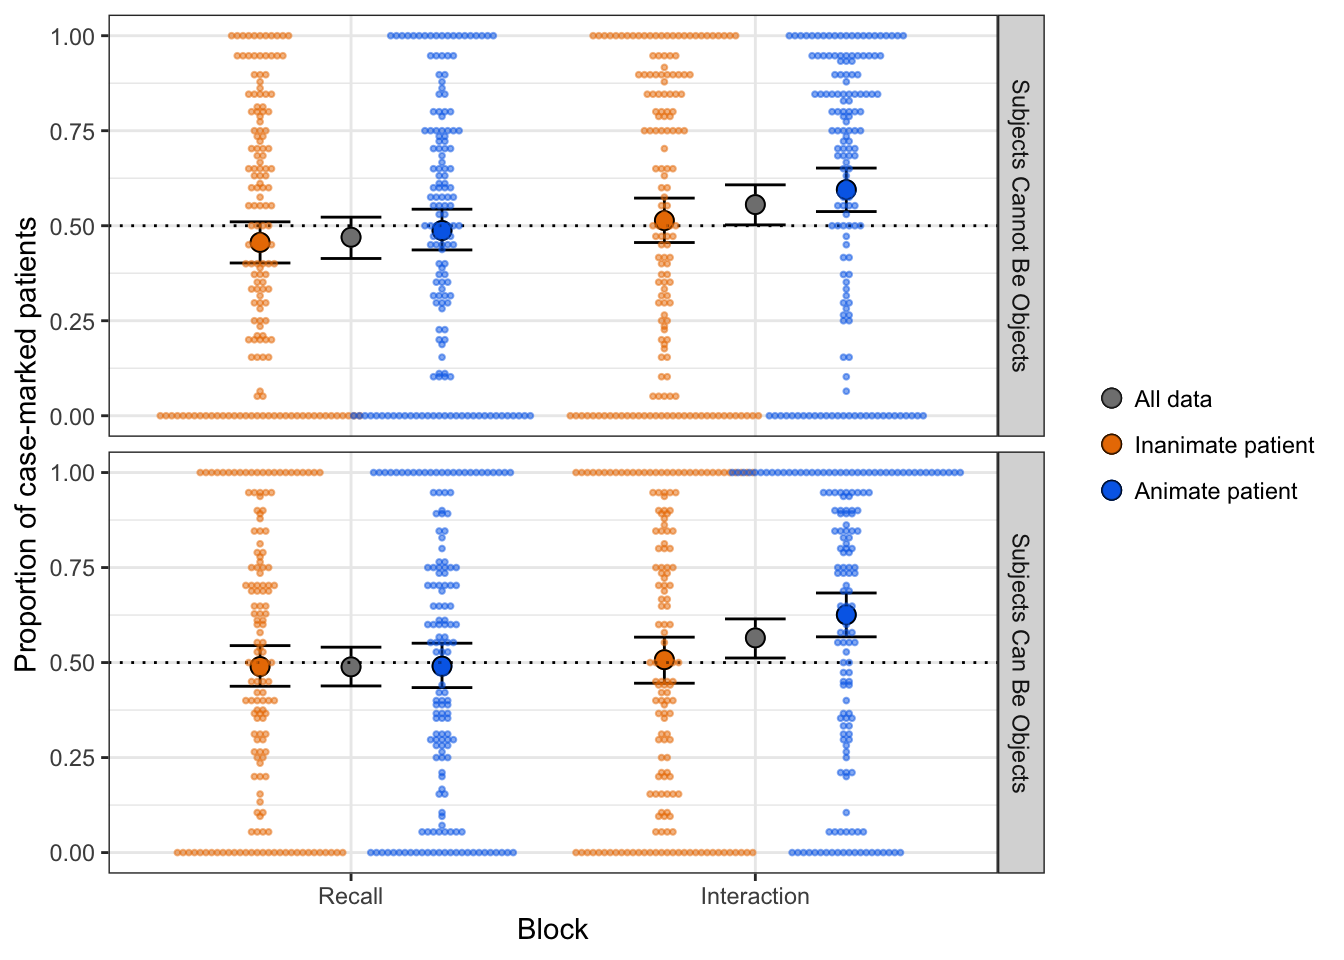 Proportion of case-marked patients
1.00
0.75
0.50
0.25
0.00
Subjects Cannot Be Objects
1.00
0.75
0.50
0.25
0.00
Subjects Can Be Objects
Recall
Interaction
Block
All data
Inanimate patient
Animate patient